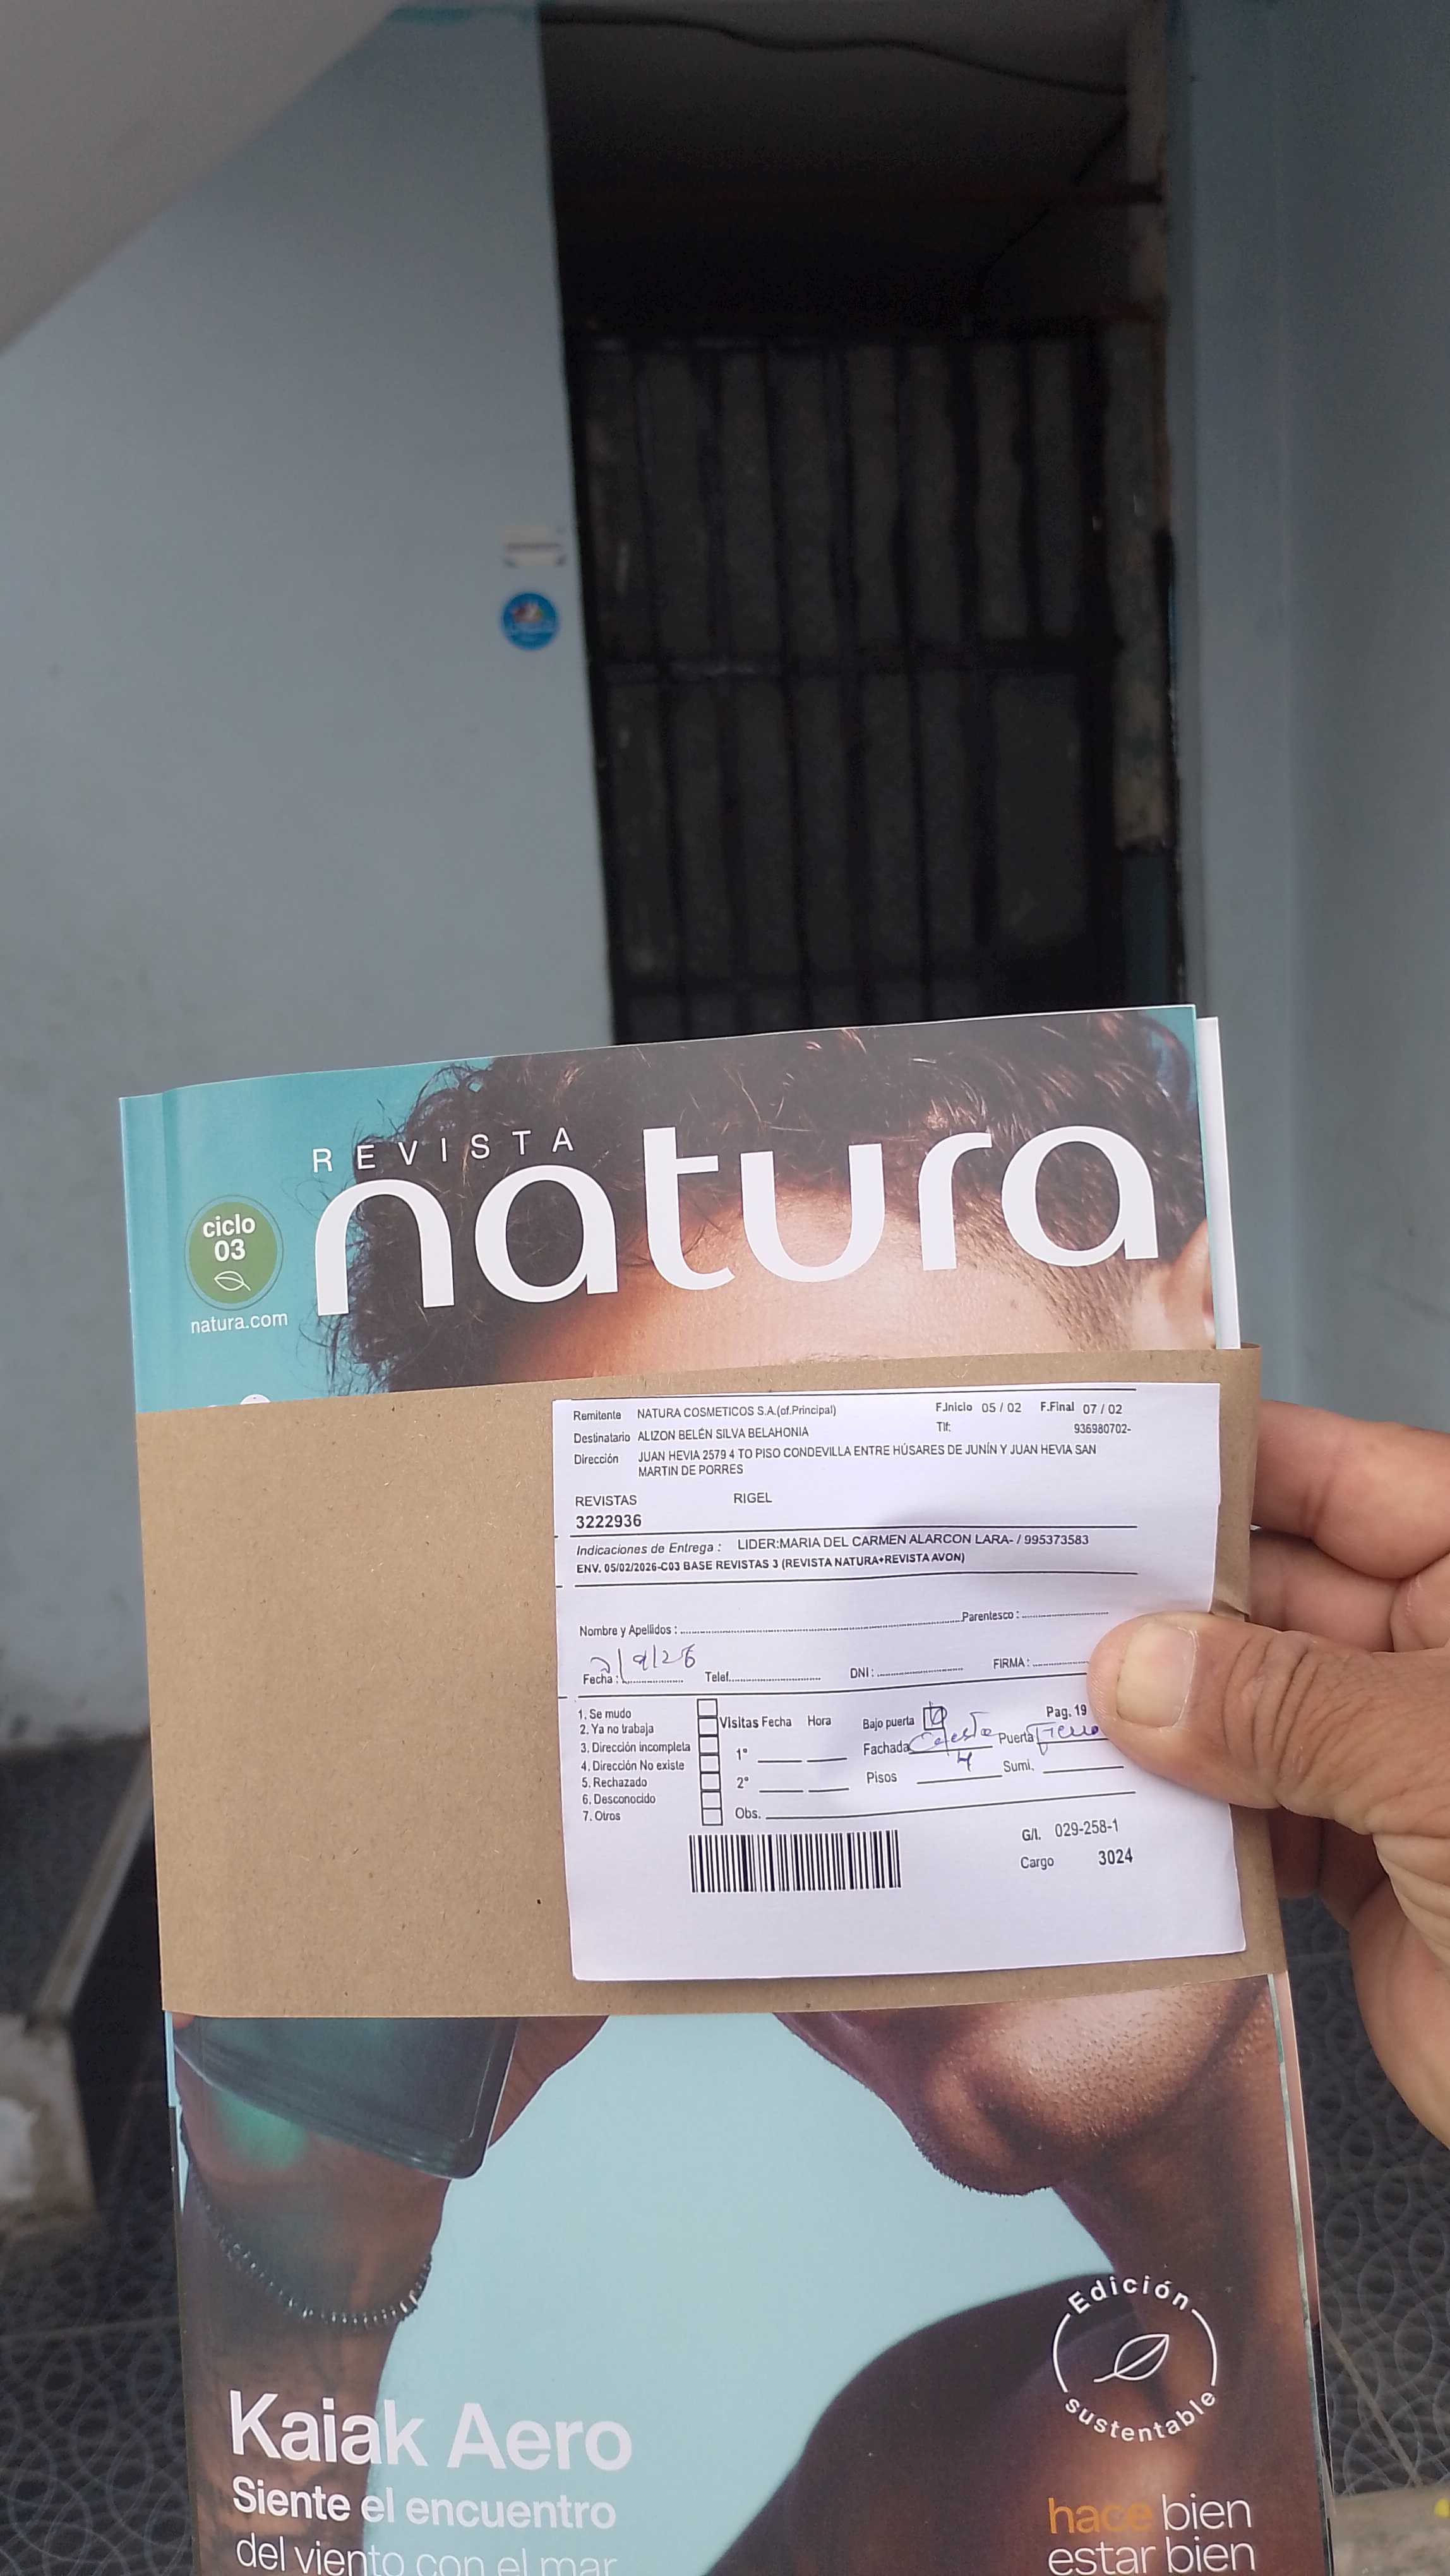 REVISTA
natura
ciclo
03
natura.com
Remitente NATURA COSMETICOS S.A.(of.Principal) F.Inicio 05 / 02 F.Final 07 / 02
Destinatario ALIZON BELÉN SILVA BELAHONIA Tlf: 936980702-
Dirección JUAN HEVIA 2579 4 TO PISO CONDEVILLA ENTRE HÚSARES DE JUNÍN Y JUAN HEVIA SAN
MARTIN DE PORRES
REVISTAS RIGEL
3222936
Indicaciones de Entrega : LIDER:MARIA DEL CARMEN ALARCON LARA- / 995373583
ENV. 05/02/2026-C03 BASE REVISTAS 3 (REVISTA NATURA+REVISTA AVON)
Nombre y Apellidos : Parentesco :
Fecha : Telef. DNI : FIRMA :
1. Se mudo
2. Ya no trabaja
3. Dirección incompleta
4. Dirección No existe
5. Rechazado
6. Desconocido
7. Otros
Visitas Fecha Hora Bajo puerta Pag. 19
1° Fachada Celeste Puerta Fierro
2° Pisos 4 Sumi.
Obs.
G/l. 029-258-1
Cargo 3024
Edición
sustentable
Kaiak Aero
Siente el encuentro
del viento con el mar
hace bien
estar bien